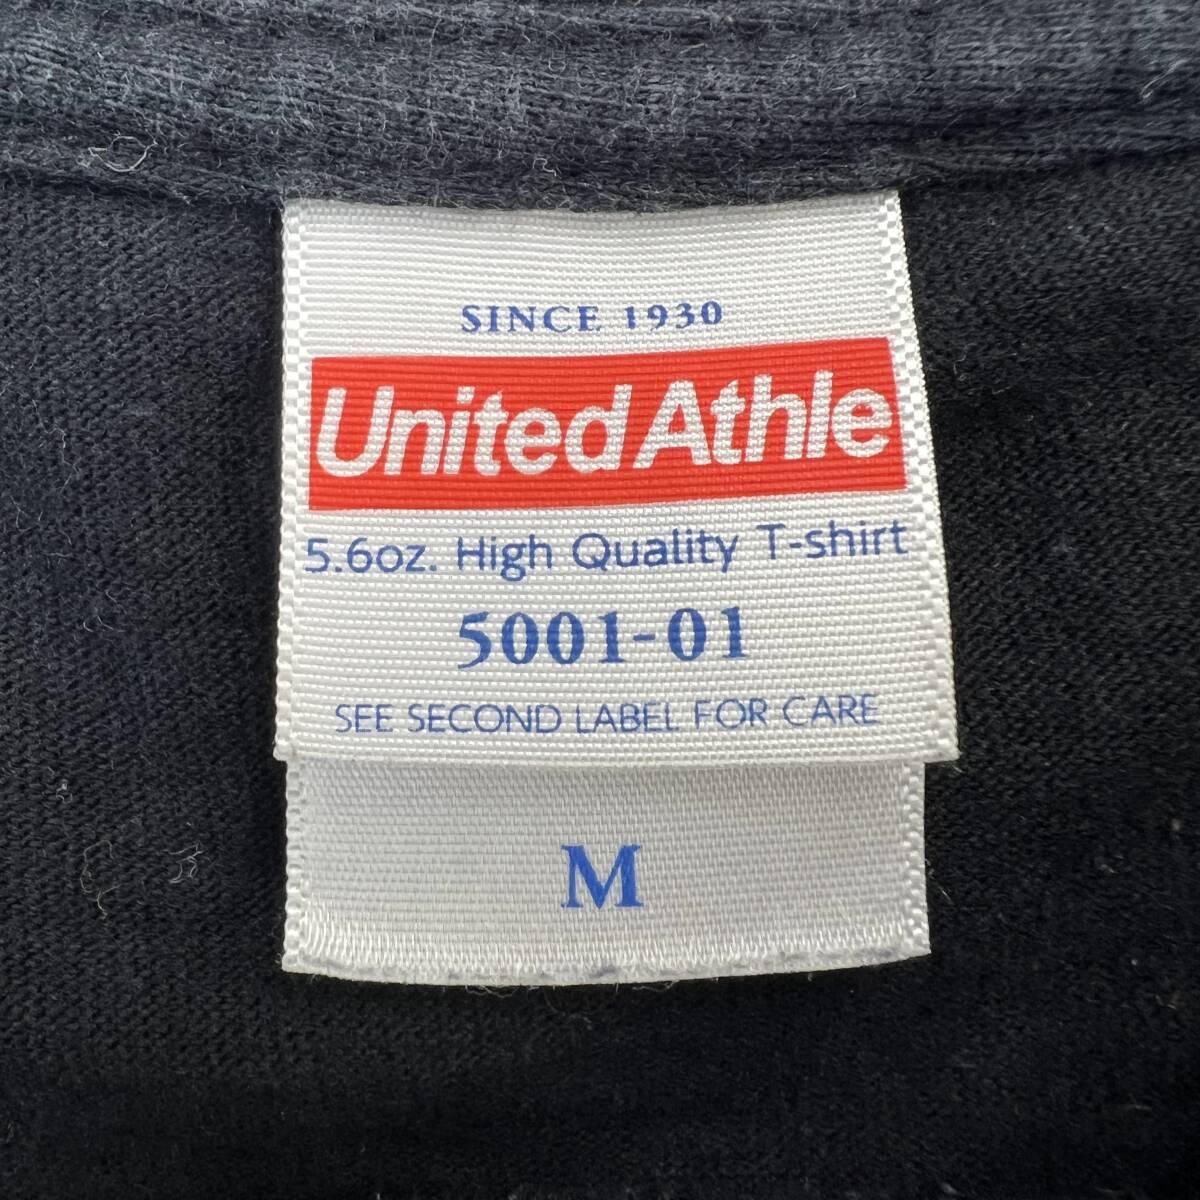 SINCE 1930
United Athle
5.6oz. High Quality T-shirt
5001-01
SEE SECOND LABEL FOR CARE
M